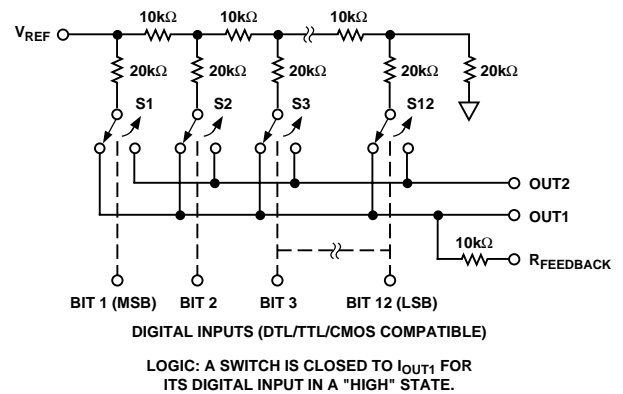 10kΩ 10kΩ 10kΩ
VREF
20kΩ 20kΩ 20kΩ 20kΩ 20kΩ
S1 S2 S3 S12
OUT2
OUT1
10kΩ
RFEEDBACK
BIT 1 (MSB) BIT 2 BIT 3 BIT 12 (LSB)
DIGITAL INPUTS (DTL/TTL/CMOS COMPATIBLE)
LOGIC: A SWITCH IS CLOSED TO IOUT1 FOR
ITS DIGITAL INPUT IN A "HIGH" STATE.